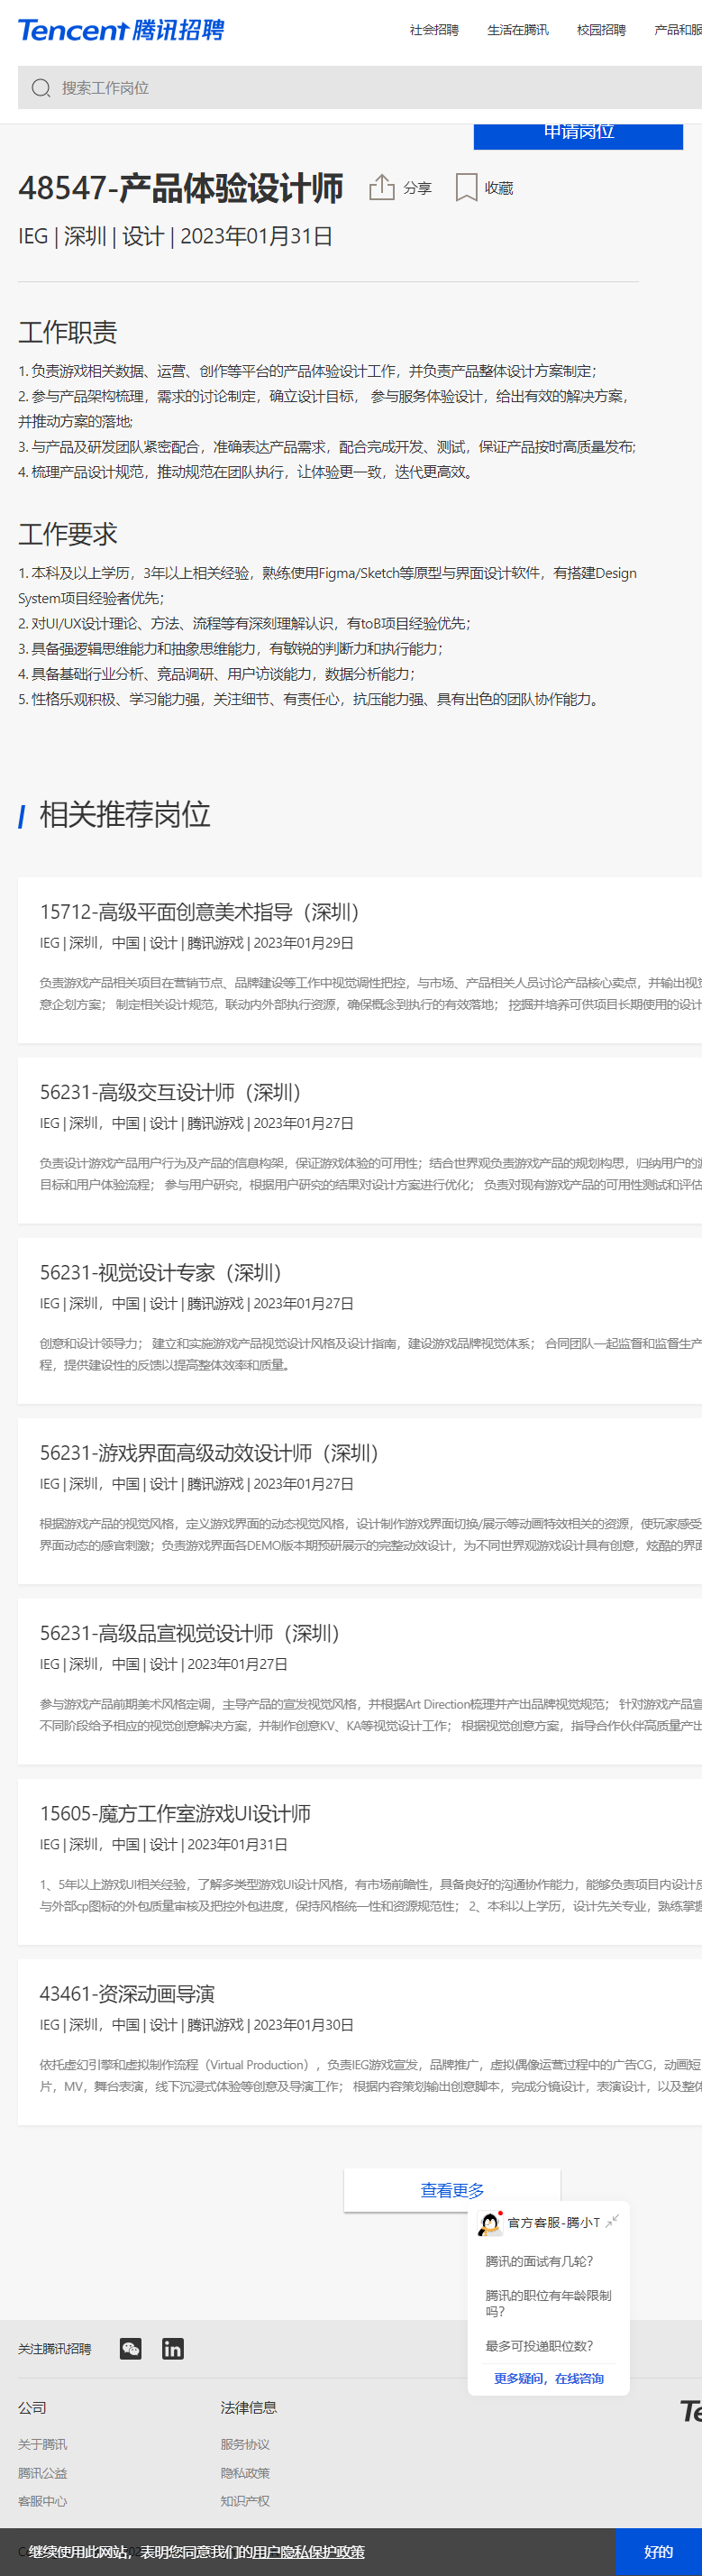 Tencent 腾讯招聘
社会招聘 生活在腾讯 校园招聘 产品和服
搜索工作岗位
申请岗位
48547-产品体验设计师 分享 收藏
IEG | 深圳 | 设计 | 2023年01月31日
工作职责
1. 负责游戏相关数据、运营、创作等平台的产品体验设计工作，并负责产品整体设计方案制定；
2. 参与产品架构梳理，需求的讨论制定，确立设计目标， 参与服务体验设计，给出有效的解决方案，
并推动方案的落地;
3. 与产品及研发团队紧密配合，准确表达产品需求，配合完成开发、测试，保证产品按时高质量发布;
4. 梳理产品设计规范，推动规范在团队执行，让体验更一致，迭代更高效。
工作要求
1. 本科及以上学历，3年以上相关经验，熟练使用Figma/Sketch等原型与界面设计软件，有搭建Design
System项目经验者优先；
2. 对UI/UX设计理论、方法、流程等有深刻理解认识，有toB项目经验优先；
3. 具备强逻辑思维能力和抽象思维能力，有敏锐的判断力和执行能力；
4. 具备基础行业分析、竞品调研、用户访谈能力，数据分析能力；
5. 性格乐观积极、学习能力强，关注细节、有责任心，抗压能力强、具有出色的团队协作能力。
相关推荐岗位
15712-高级平面创意美术指导（深圳）
IEG | 深圳，中国 | 设计 | 腾讯游戏 | 2023年01月29日
负责游戏产品相关项目在营销节点、品牌建设等工作中视觉调性把控，与市场、产品相关人员讨论产品核心卖点，并输出视觉
意企划方案； 制定相关设计规范，联动内外部执行资源，确保概念到执行的有效落地； 挖掘并培养可供项目长期使用的设计
56231-高级交互设计师（深圳）
IEG | 深圳，中国 | 设计 | 腾讯游戏 | 2023年01月27日
负责设计游戏产品用户行为及产品的信息构架，保证游戏体验的可用性；结合世界观负责游戏产品的规划构思，归纳用户的游
目标和用户体验流程； 参与用户研究，根据用户研究的结果对设计方案进行优化； 负责对现有游戏产品的可用性测试和评估
56231-视觉设计专家（深圳）
IEG | 深圳，中国 | 设计 | 腾讯游戏 | 2023年01月27日
创意和设计领导力； 建立和实施游戏产品视觉设计风格及设计指南，建设游戏品牌视觉体系； 合同团队一起监督和监督生产
程，提供建设性的反馈以提高整体效率和质量。
56231-游戏界面高级动效设计师（深圳）
IEG | 深圳，中国 | 设计 | 腾讯游戏 | 2023年01月27日
根据游戏产品的视觉风格，定义游戏界面的动态视觉风格，设计制作游戏界面切换/展示等动画特效相关的资源，使玩家感受
界面动态的感官刺激；负责游戏界面各DEMO版本期预研展示的完整动效设计，为不同世界观游戏设计具有创意，炫酷的界面
56231-高级品宣视觉设计师（深圳）
IEG | 深圳，中国 | 设计 | 2023年01月27日
参与游戏产品前期美术风格定调，主导产品的宣发视觉风格，并根据Art Direction梳理并产出品牌视觉规范； 针对游戏产品宣
不同阶段给予相应的视觉创意解决方案，并制作创意KV、KA等视觉设计工作； 根据视觉创意方案，指导合作伙伴高质量产出
15605-魔方工作室游戏UI设计师
IEG | 深圳，中国 | 设计 | 2023年01月31日
1、5年以上游戏UI相关经验，了解多类型游戏UI设计风格，有市场前瞻性，具备良好的沟通协作能力，能够负责项目内设计反
与外部cp图标的外包质量审核及把控外包进度，保持风格统一性和资源规范性； 2、本科以上学历，设计先关专业，熟练掌握
43461-资深动画导演
IEG | 深圳，中国 | 设计 | 腾讯游戏 | 2023年01月30日
依托虚幻引擎和虚拟制作流程（Virtual Production），负责IEG游戏宣发，品牌推广，虚拟偶像运营过程中的广告CG，动画短
片，MV，舞台表演，线下沉浸式体验等创意及导演工作； 根据内容策划输出创意脚本，完成分镜设计，表演设计，以及整体
查看更多
官方客服-腾小T
腾讯的面试有几轮？
腾讯的职位有年龄限制
吗？
最多可投递职位数？
更多疑问，在线咨询
关注腾讯招聘
公司 法律信息
关于腾讯 服务协议
腾讯公益 隐私政策
客服中心 知识产权
继续使用此网站，表明您同意我们的用户隐私保护政策 好的